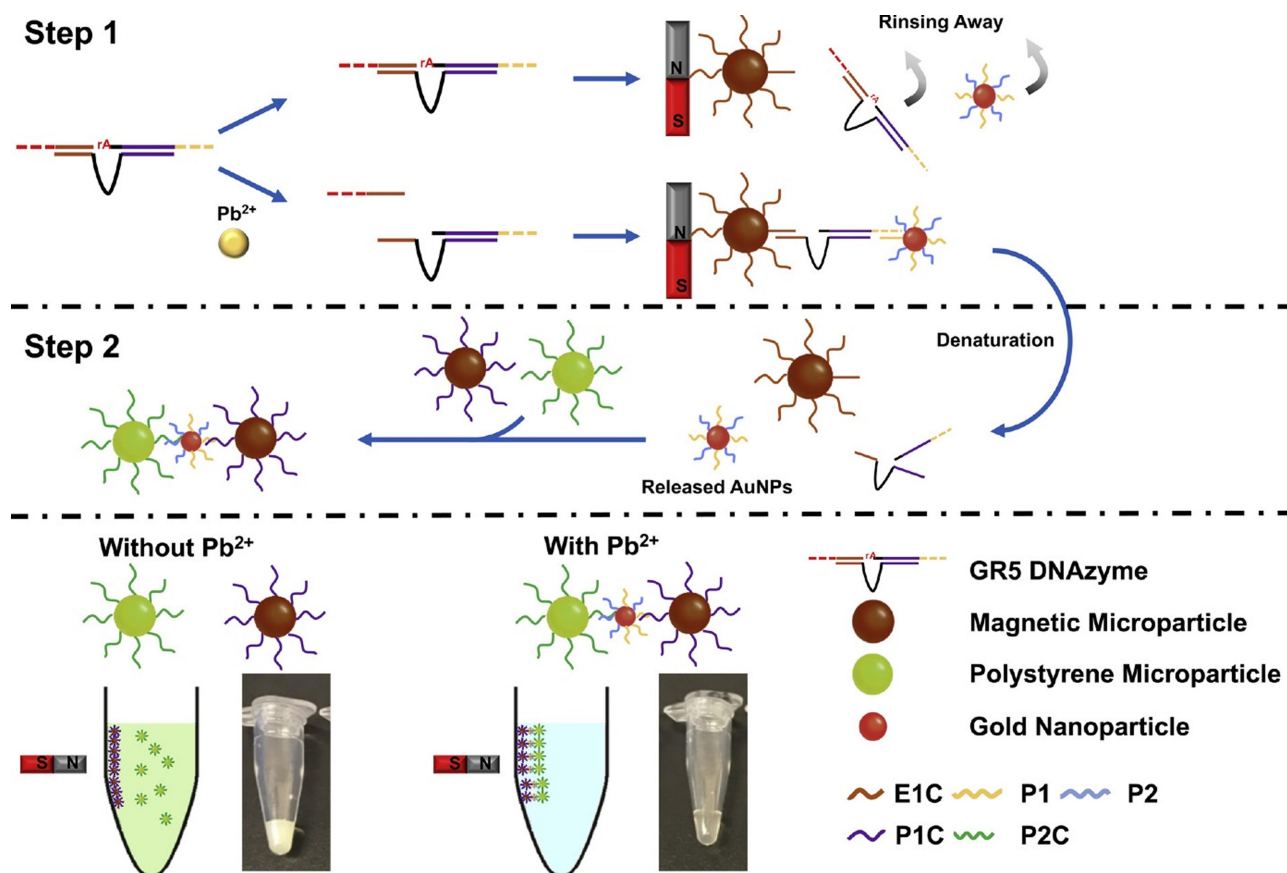 Step 1
rA
N
S
Rinsing Away
rA
rA
Pb²⁺
N
S
Step 2
Denaturation
Released AuNPs
Without Pb²⁺
With Pb²⁺
rA
GR5 DNAzyme
Magnetic Microparticle
Polystyrene Microparticle
Gold Nanoparticle
S N
S N
E1C P1 P2
P1C P2C